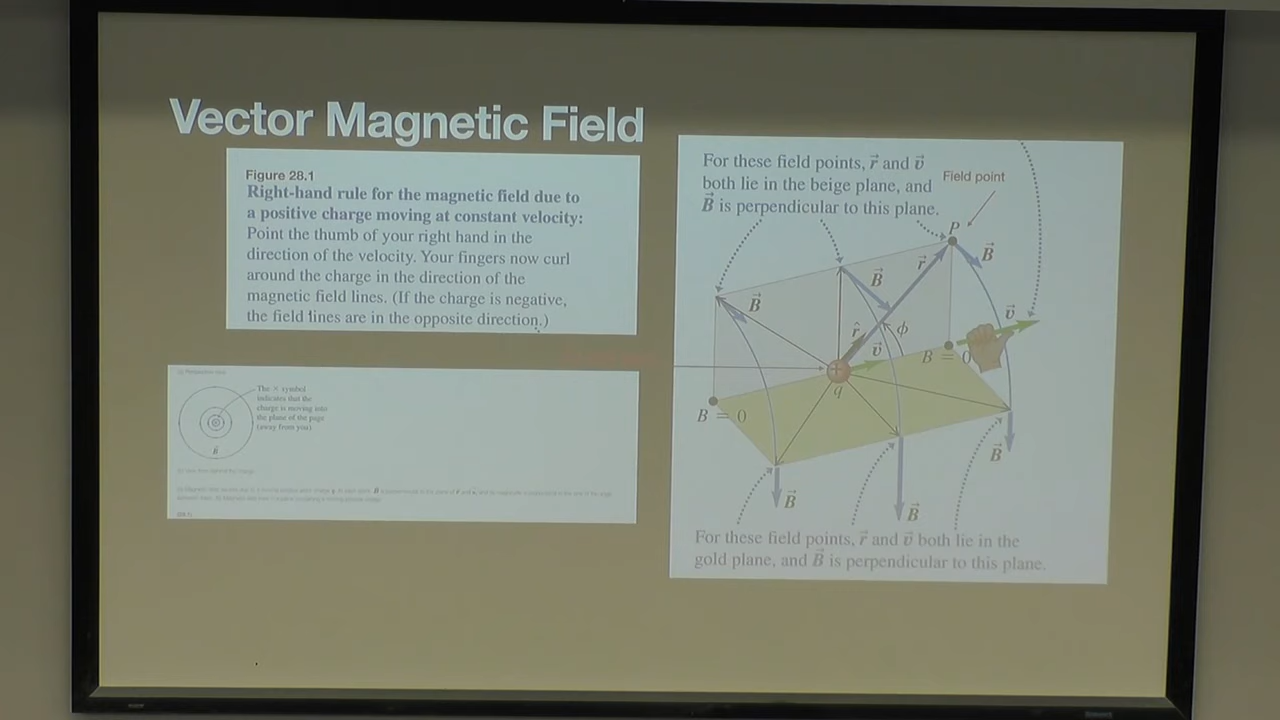 Vector Magnetic Field
Figure 28.1
Right-hand rule for the magnetic field due to
a positive charge moving at constant velocity:
Point the thumb of your right hand in the
direction of the velocity. Your fingers now curl
around the charge in the direction of the
magnetic field lines. (If the charge is negative,
the field lines are in the opposite direction.)
The × symbol
indicates that the
charge is moving into
the plane of the page
(away from you).
B⃗
For these field points, r⃗ and v⃗
both lie in the beige plane, and
B⃗ is perpendicular to this plane.
Field point
P
B⃗
r⃗
B⃗
B⃗
v⃗
r̂
ϕ
v⃗
B = 0
q
B = 0
B⃗
B⃗
B⃗
For these field points, r⃗ and v⃗ both lie in the
gold plane, and B⃗ is perpendicular to this plane.